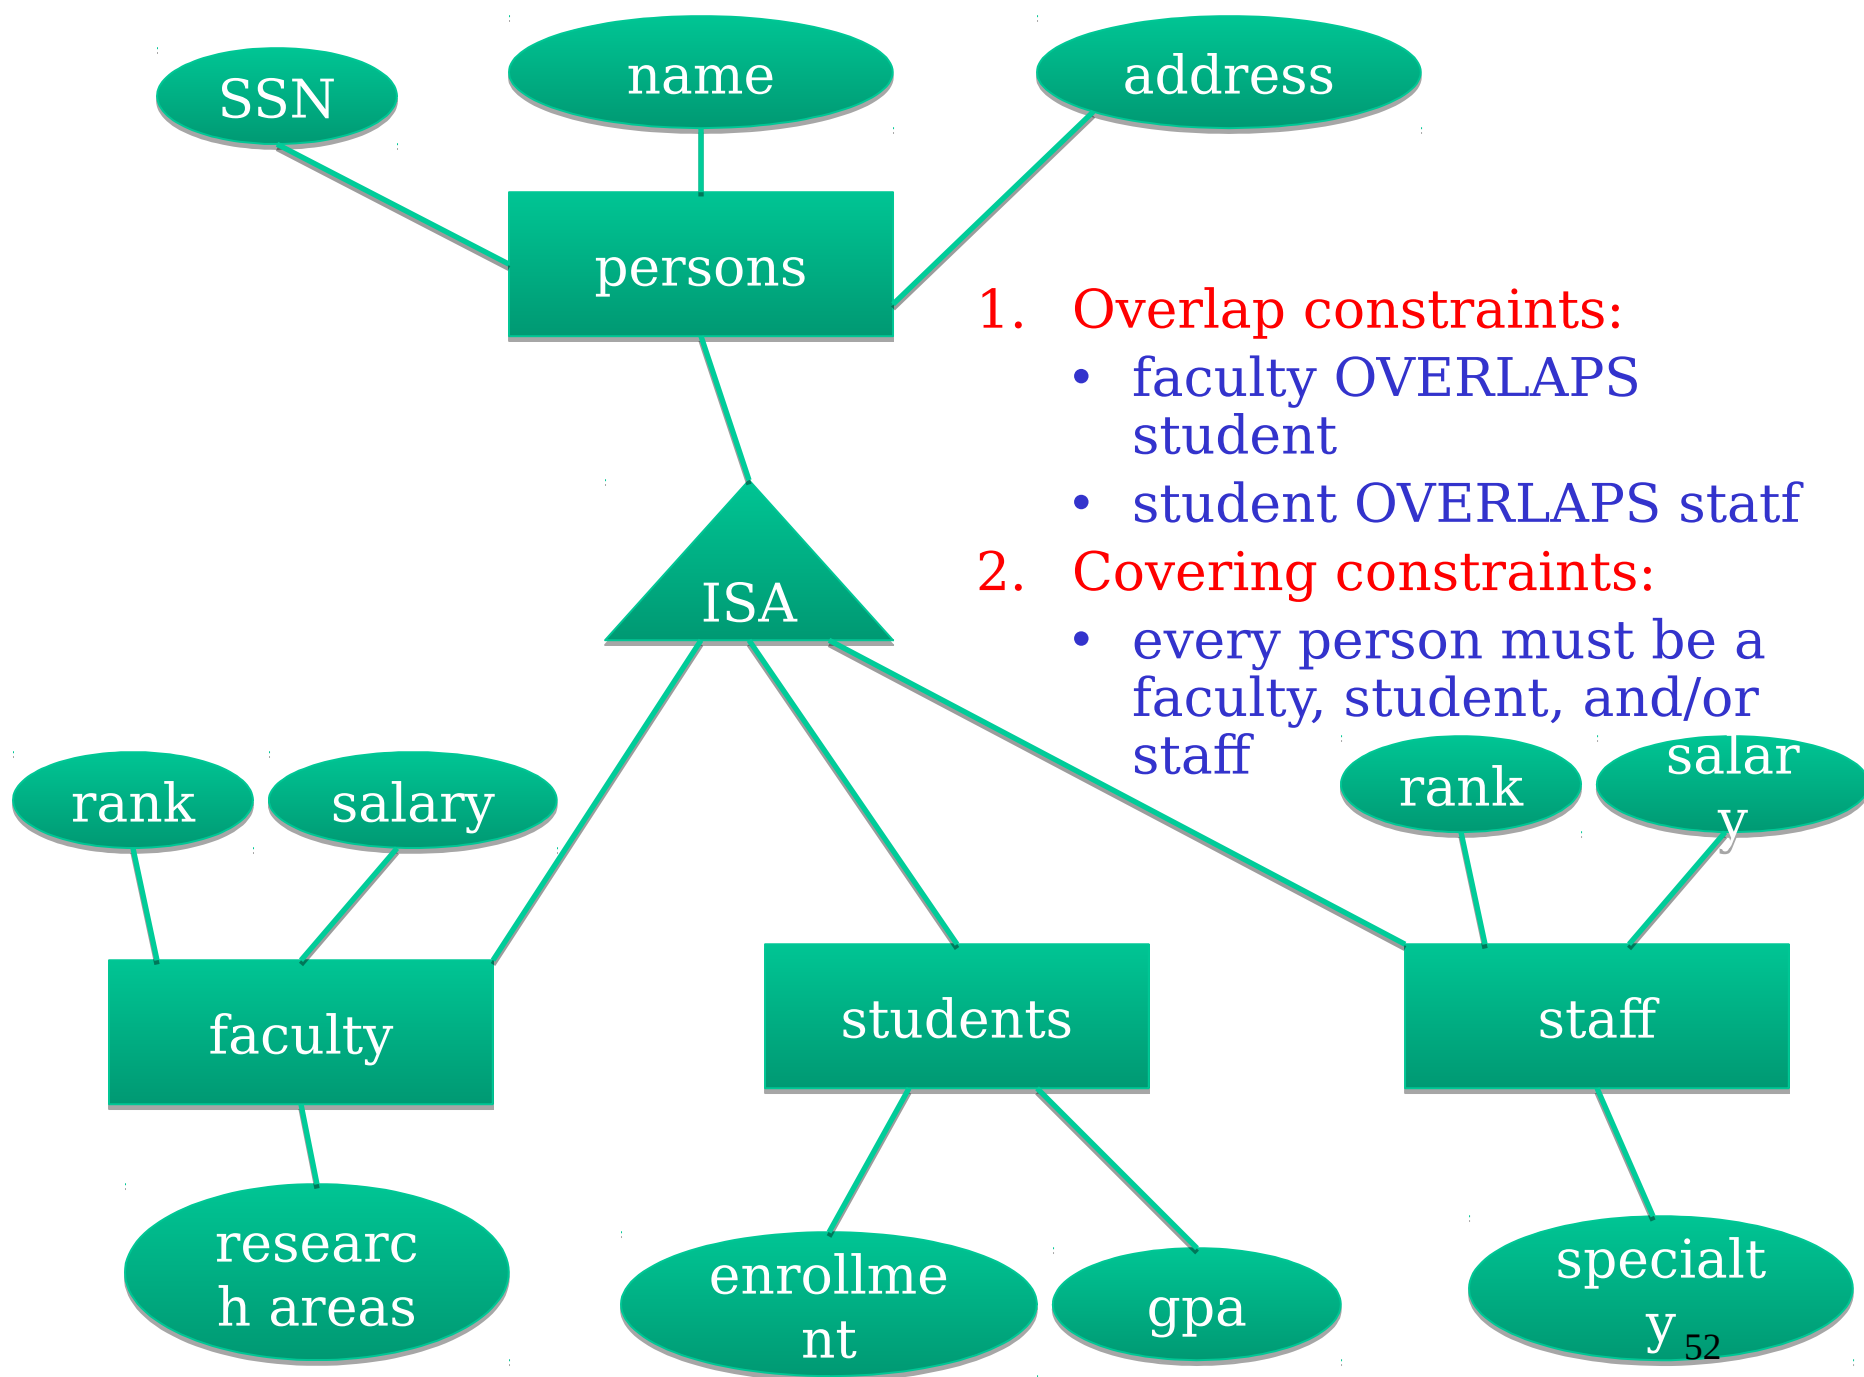 SSN
name
address
persons
1. Overlap constraints:
• faculty OVERLAPS
student
• student OVERLAPS statf
2. Covering constraints:
• every person must be a
faculty, student, and/or
staff
ISA
rank
salary
rank
salar
y
faculty
students
staff
researc
h areas
enrollme
nt
gpa
specialt
y
52